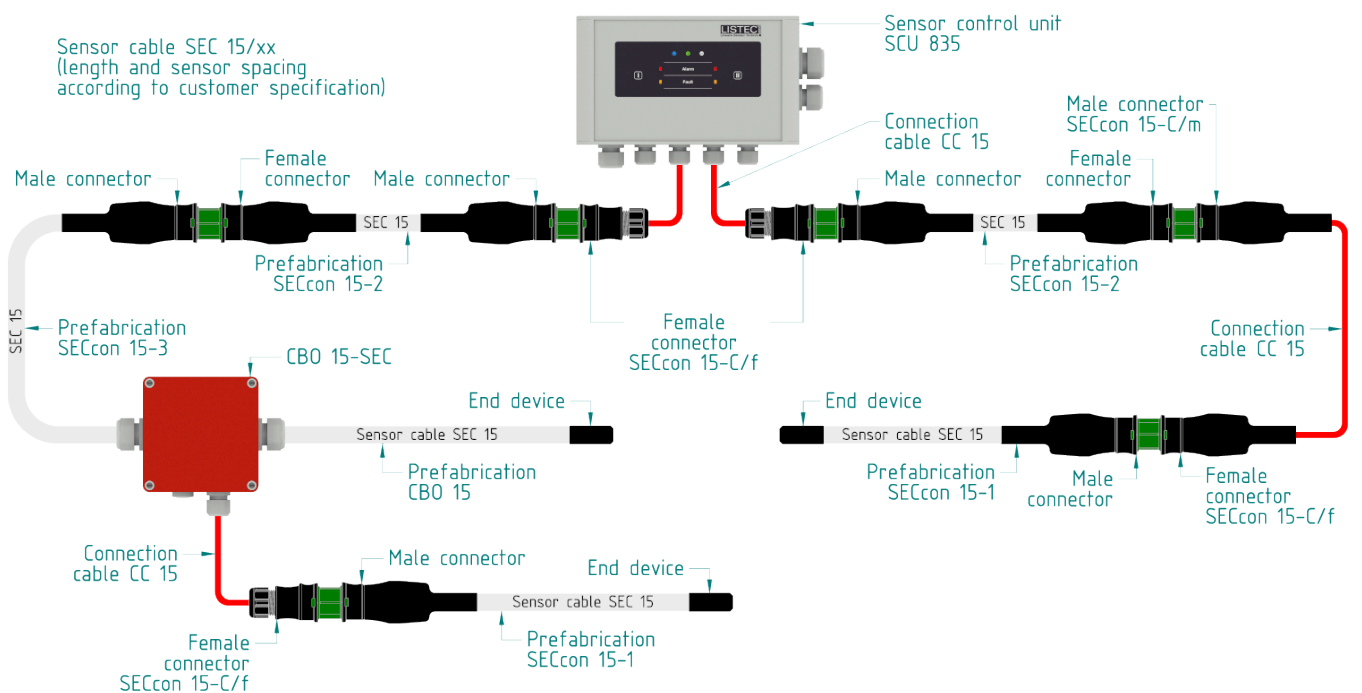 Sensor cable SEC 15/xx
(length and sensor spacing
according to customer specification)
LISTEC
Alarm
Fault
I
II
Sensor control unit
SCU 835
Connection
cable CC 15
Male connector
SECcon 15-C/m
Male connector
Female
connector
Male connector
Male connector
Female
connector
SEC 15
SEC 15
Prefabrication
SECcon 15-2
Prefabrication
SECcon 15-2
SEC 15
Prefabrication
SECcon 15-3
Female
connector
SECcon 15-C/f
Connection
cable CC 15
CBO 15-SEC
End device
Sensor cable SEC 15
Prefabrication
CBO 15
End device
Sensor cable SEC 15
Prefabrication
SECcon 15-1
Male
connector
Female
connector
SECcon 15-C/f
Connection
cable CC 15
Male connector
End device
Sensor cable SEC 15
Female
connector
SECcon 15-C/f
Prefabrication
SECcon 15-1